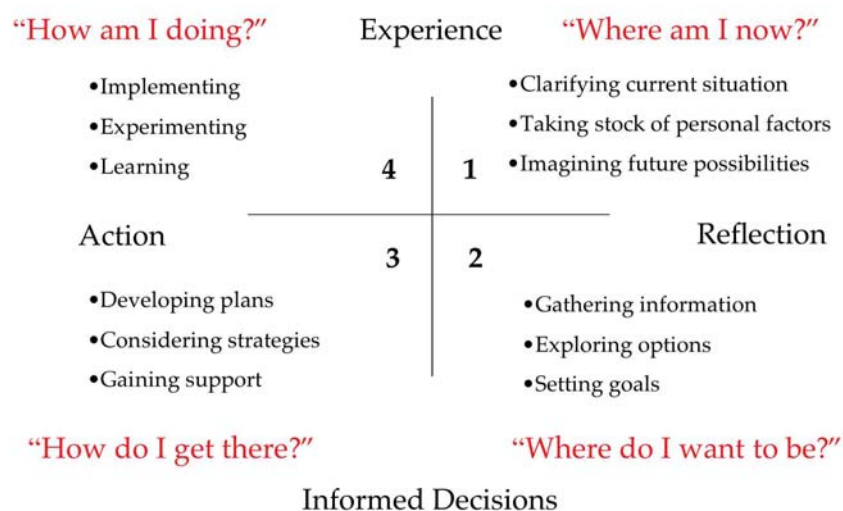 “How am I doing?” Experience “Where am I now?”
•Implementing
•Experimenting
•Learning
•Clarifying current situation
•Taking stock of personal factors
•Imagining future possibilities
4 1
Action Reflection
3 2
•Developing plans
•Considering strategies
•Gaining support
•Gathering information
•Exploring options
•Setting goals
“How do I get there?” “Where do I want to be?”
Informed Decisions